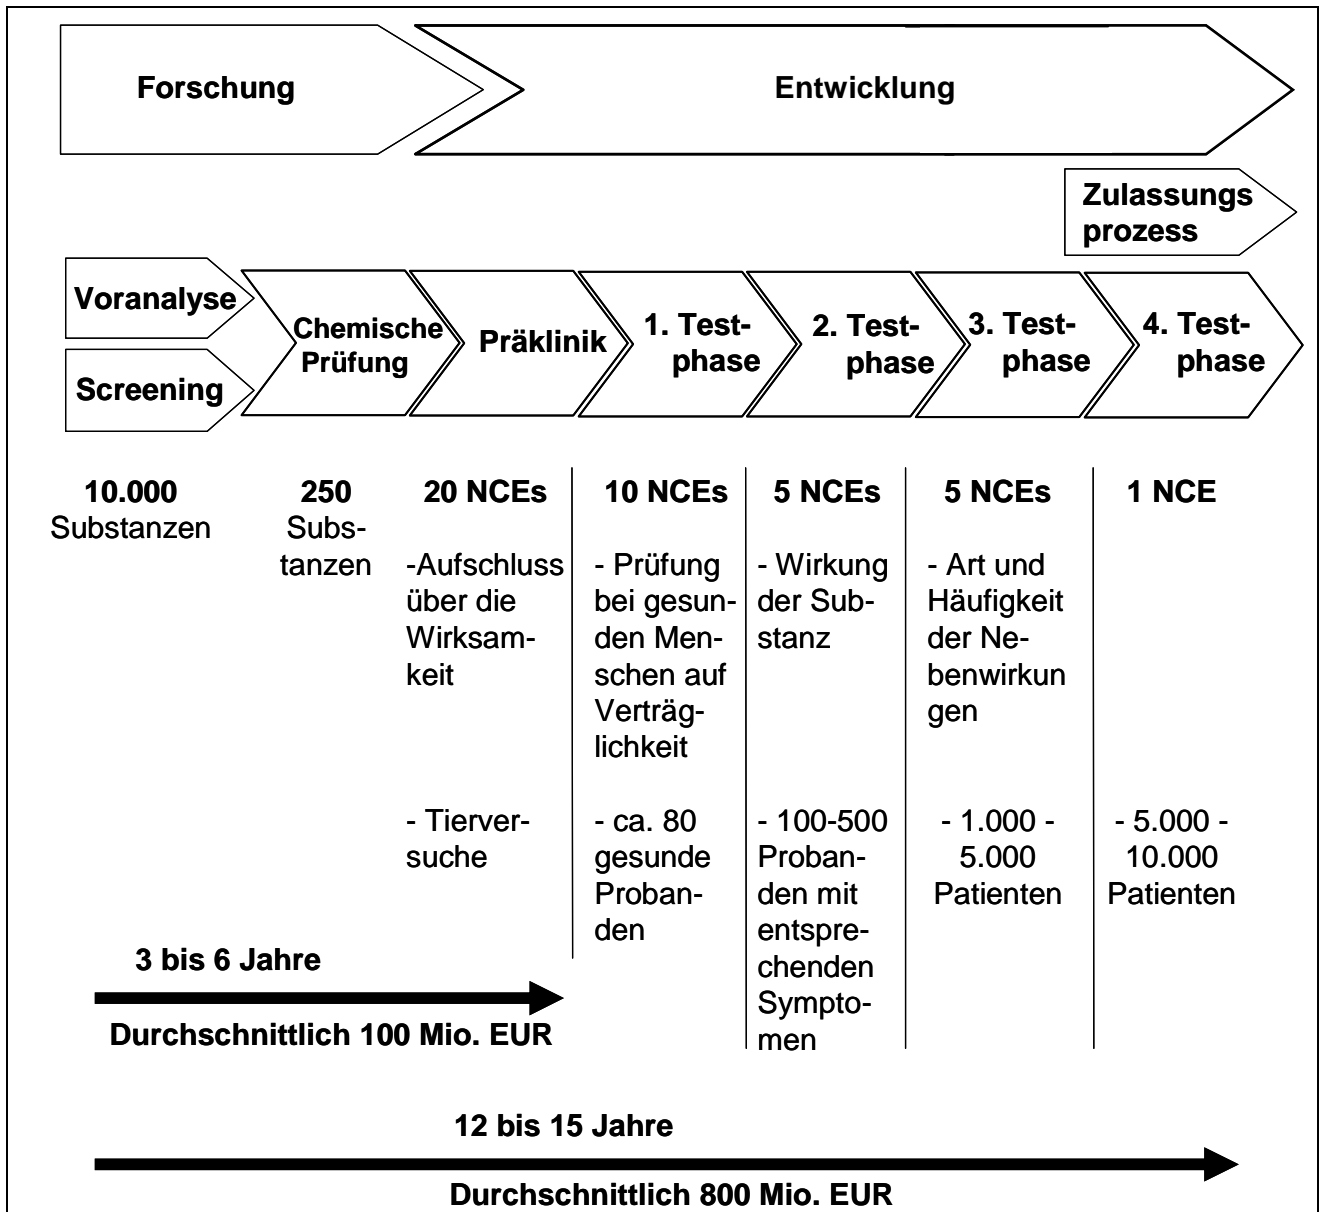 Forschung
Entwicklung
Zulassungs
prozess
Voranalyse
Screening
Chemische
Prüfung
Präklinik
1. Test-
phase
2. Test-
phase
3. Test-
phase
4. Test-
phase
10.000
Substanzen
250
Subs-
tanzen
20 NCEs
-Aufschluss
über die
Wirksam-
keit
- Tierver-
suche
10 NCEs
- Prüfung
bei gesun-
den Men-
schen auf
Verträg-
lichkeit
- ca. 80
gesunde
Proban-
den
5 NCEs
- Wirkung
der Sub-
stanz
- 100-500
Proban-
den mit
entspre-
chenden
Sympto-
men
5 NCEs
- Art und
Häufigkeit
der Ne-
benwirkun
gen
- 1.000 -
5.000
Patienten
1 NCE
- 5.000 -
10.000
Patienten
3 bis 6 Jahre
Durchschnittlich 100 Mio. EUR
12 bis 15 Jahre
Durchschnittlich 800 Mio. EUR